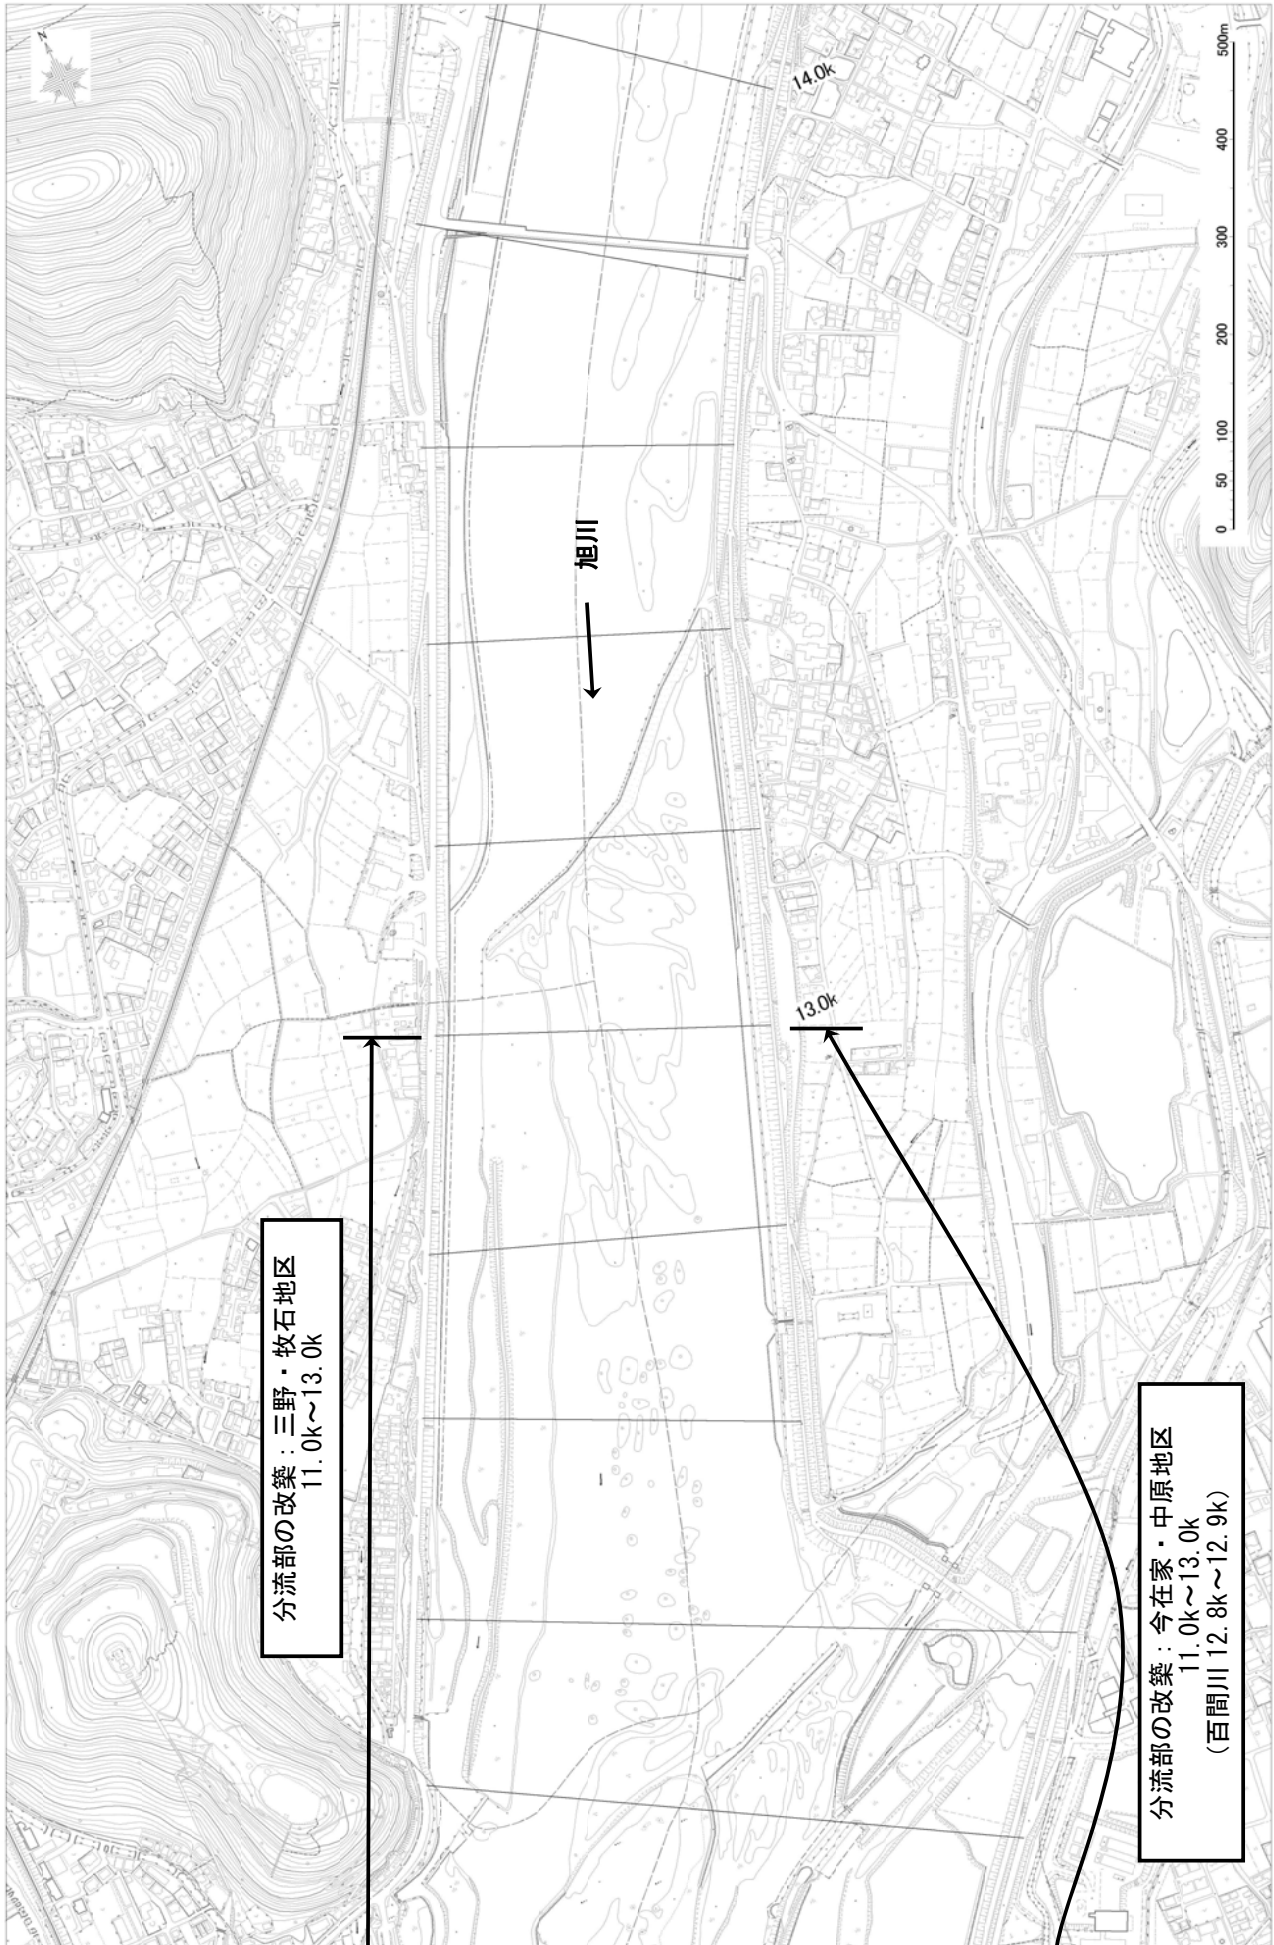 N
14.0k
旭川
13.0k
分流部の改築：三野・牧石地区
11.0k～13.0k
分流部の改築：今在家・中原地区
11.0k～13.0k
（百間川 12.8k～12.9k）
0 50 100 200 300 400 500m